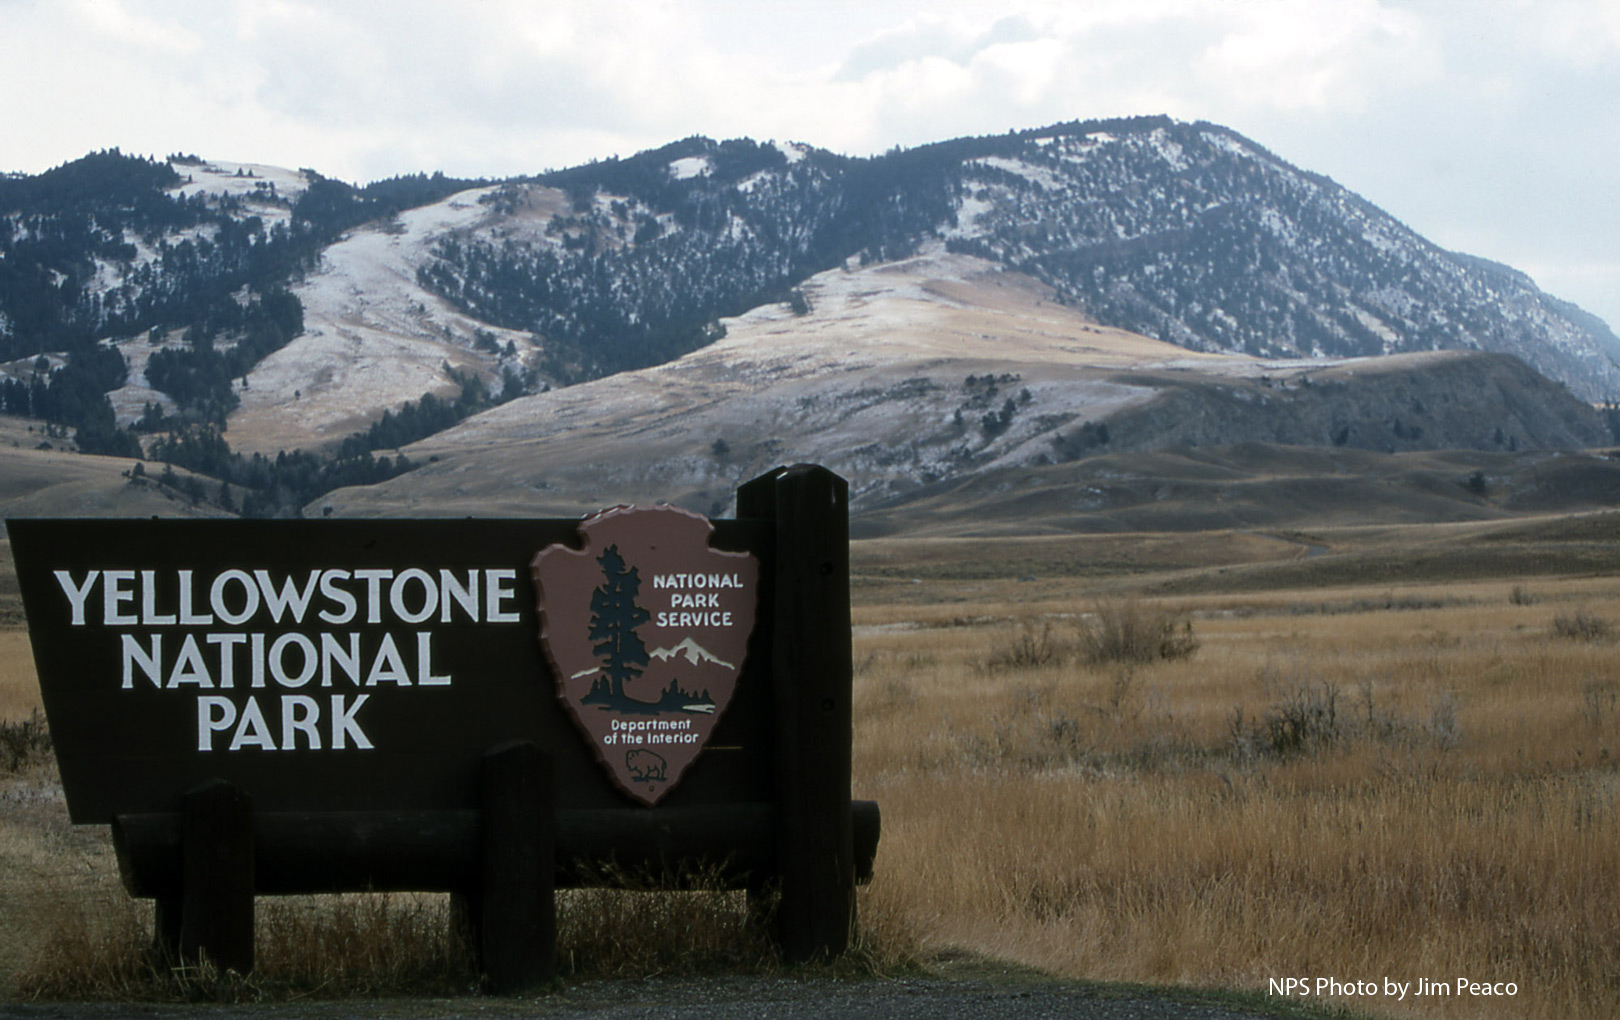 YELLOWSTONE
NATIONAL
PARK
NATIONAL
PARK
SERVICE
Department
of the Interior
NPS Photo by Jim Peaco